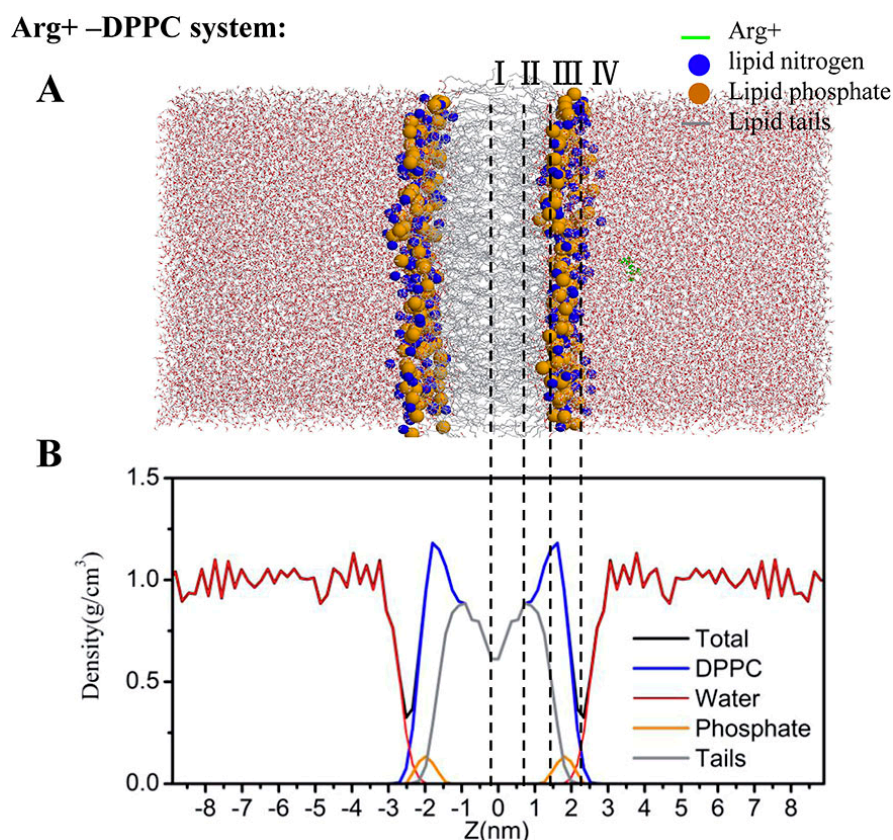 Arg+ –DPPC system:
A
I II III IV
Arg+
lipid nitrogen
Lipid phosphate
Lipid tails
B
Density(g/cm³)
1.5
1.0
0.5
0.0
Total
DPPC
Water
Phosphate
Tails
-8 -7 -6 -5 -4 -3 -2 -1 0 1 2 3 4 5 6 7 8
Z(nm)